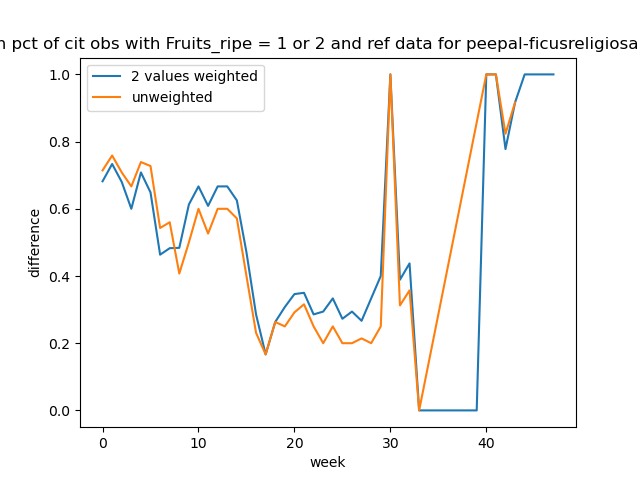 pct of cit obs with Fruits_ripe = 1 or 2 and ref data for peepal-ficusreligiosa
2 values weighted
unweighted
difference
1.0
0.8
0.6
0.4
0.2
0.0
0 10 20 30 40
week